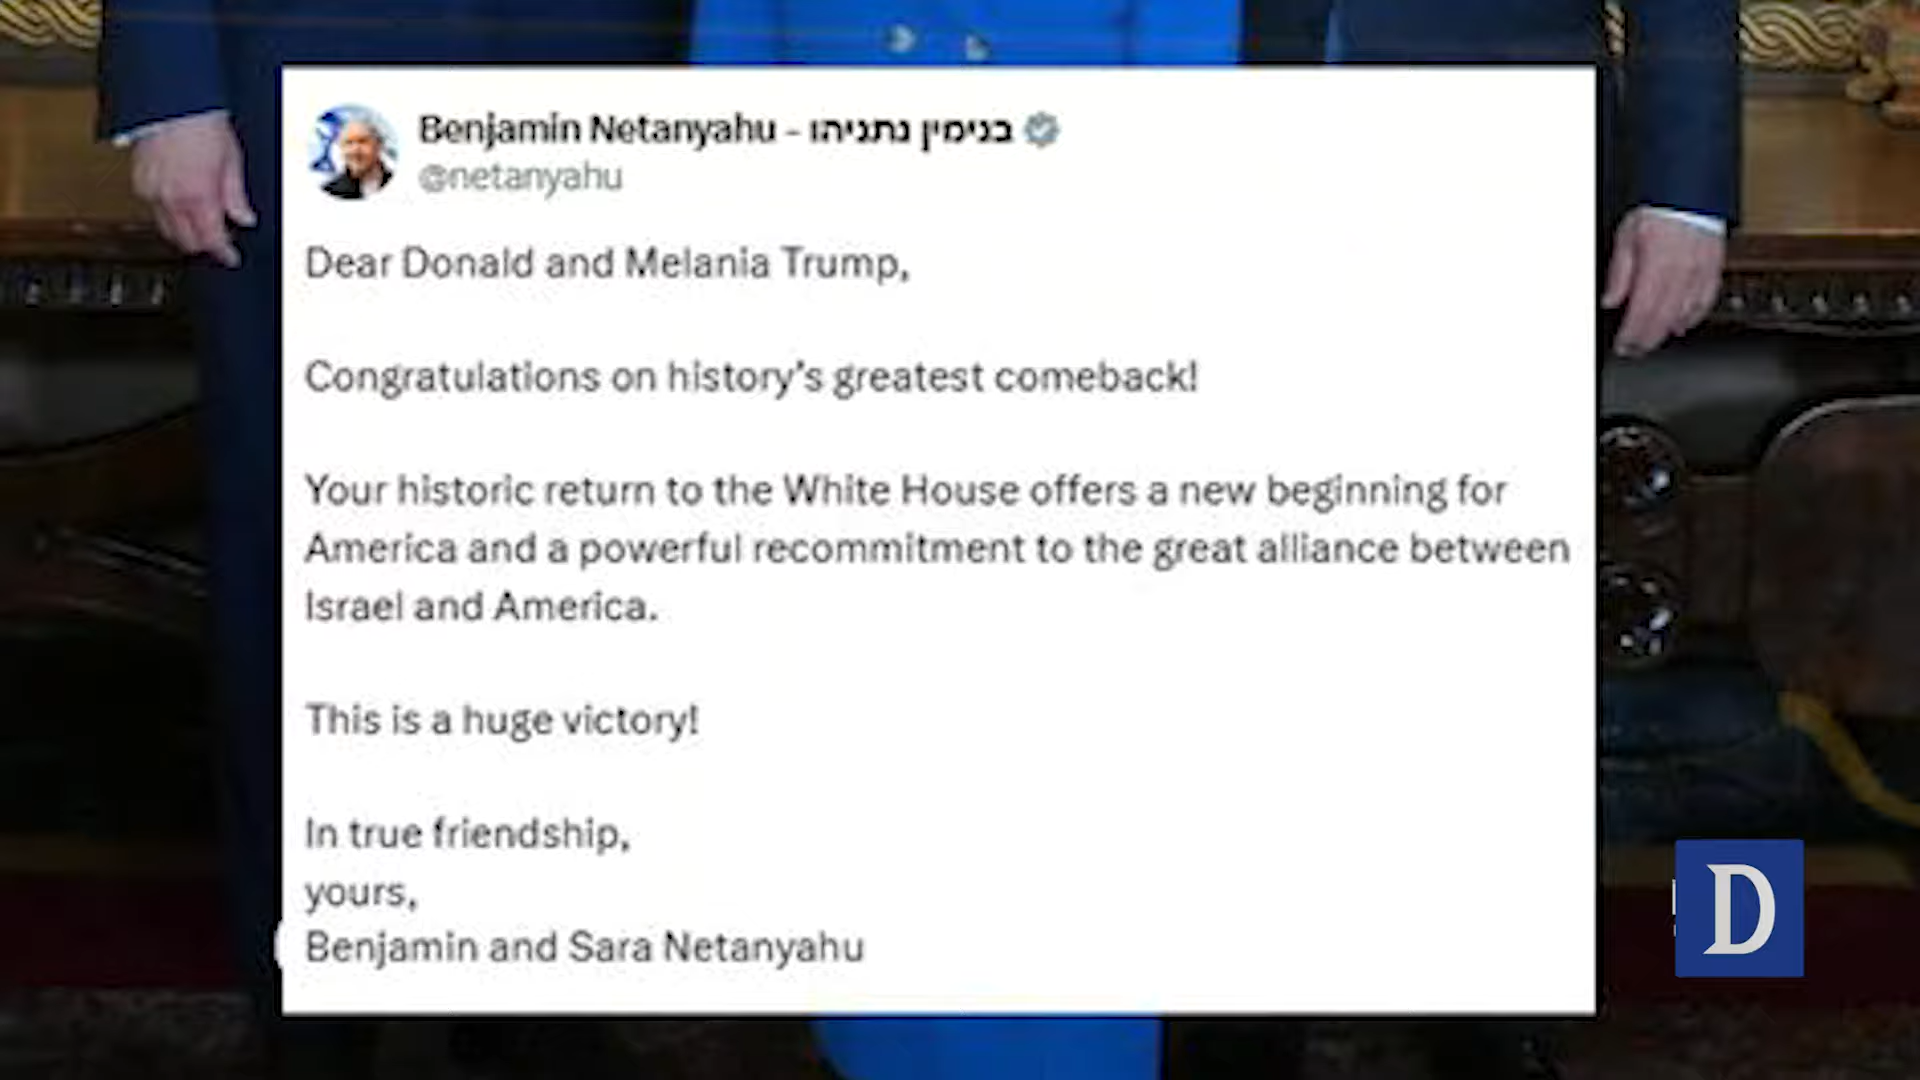 Benjamin Netanyahu - בנימין נתניהו
@netanyahu
Dear Donald and Melania Trump,
Congratulations on history's greatest comeback!
Your historic return to the White House offers a new beginning for
America and a powerful recommitment to the great alliance between
Israel and America.
This is a huge victory!
In true friendship,
yours,
Benjamin and Sara Netanyahu
D